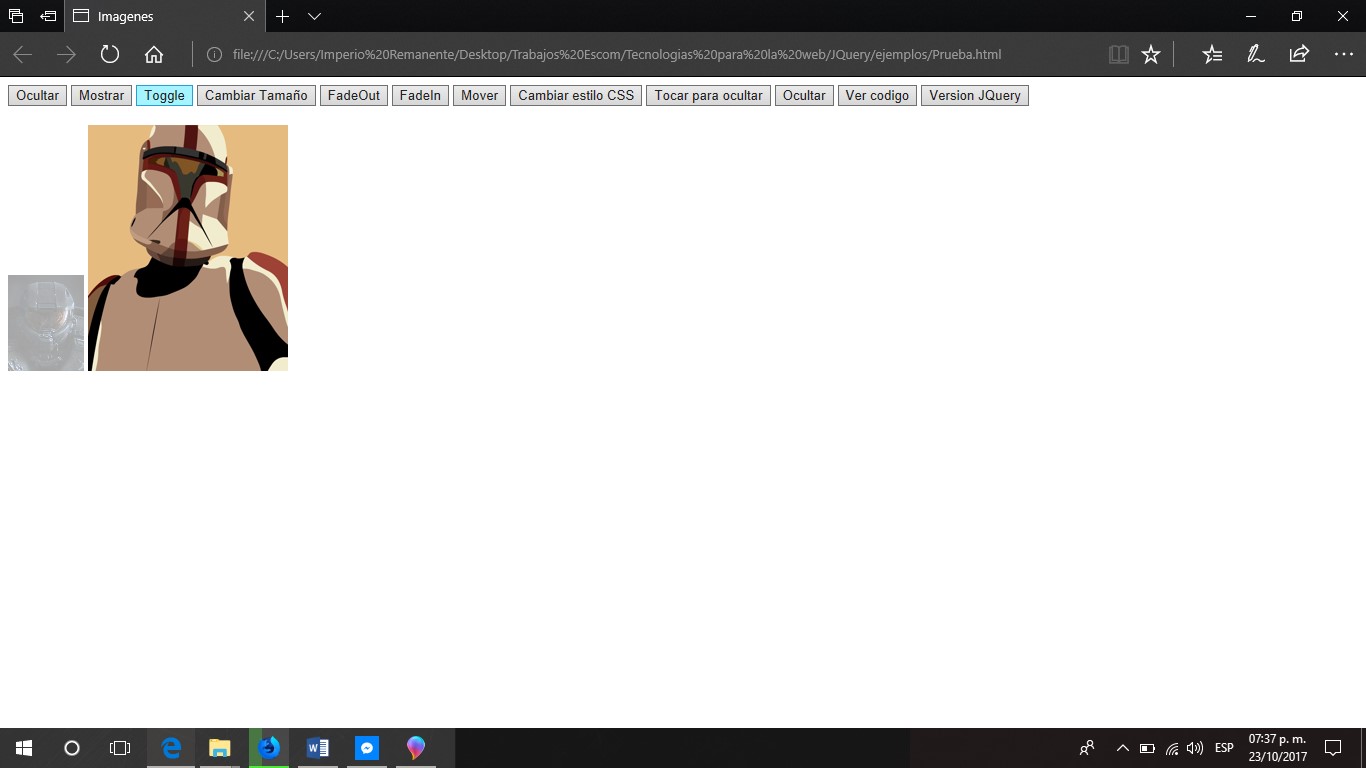 Imagenes
file:///C:/Users/Imperio%20Remanente/Desktop/Trabajos%20Escom/Tecnologias%20para%20la%20web/JQuery/ejemplos/Prueba.html
Ocultar Mostrar Toggle Cambiar Tamaño FadeOut FadeIn Mover Cambiar estilo CSS Tocar para ocultar Ocultar Ver codigo Version JQuery
ESP 07:37 p. m.
23/10/2017